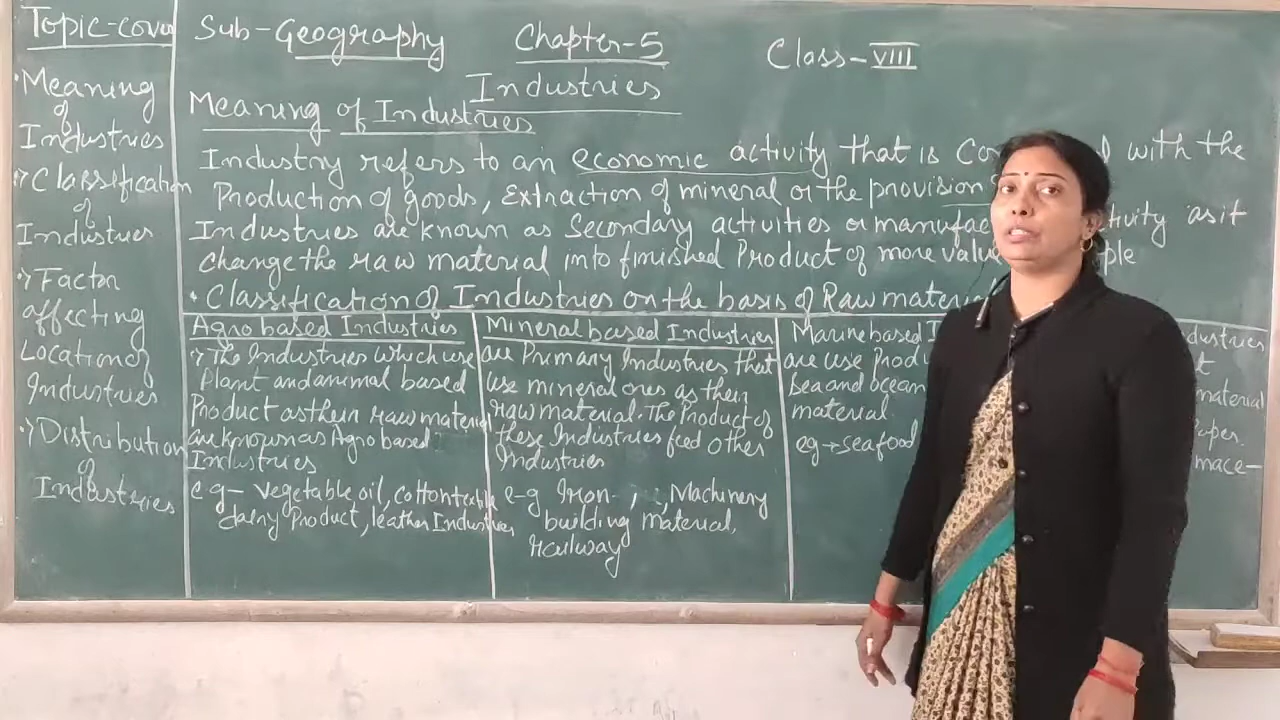 Topic-cover
·Meaning
of
Industries
·) Classification
of
Industries
·) Factor
affecting
Location of
Industries
·) Distribution
of
Industries
Sub-Geography Chapter-5 Class-VIII
Industries
Meaning of Industries
Industry refers to an economic activity that is with the
Production of goods, Extraction of mineral or the provision
Industries are known as Secondary activities or as it
change the raw material into finished Product of more
·Classification of Industries on the basis of Raw
Agro based Industries
·) The Industries which use
Plant and animal based
Product as their raw material
are known as Agro based
Industries
eg- vegetable oil, cotton textile
dairy Product, leather Industries
Mineral based Industries
are Primary Industries that
use mineral ores as their
raw material. The Product of
these Industries feed other
Industries
e-g Iron- , Machinery
building material,
railway
Marine based
are use
Sea and ocean
material.
eg→seafood
material